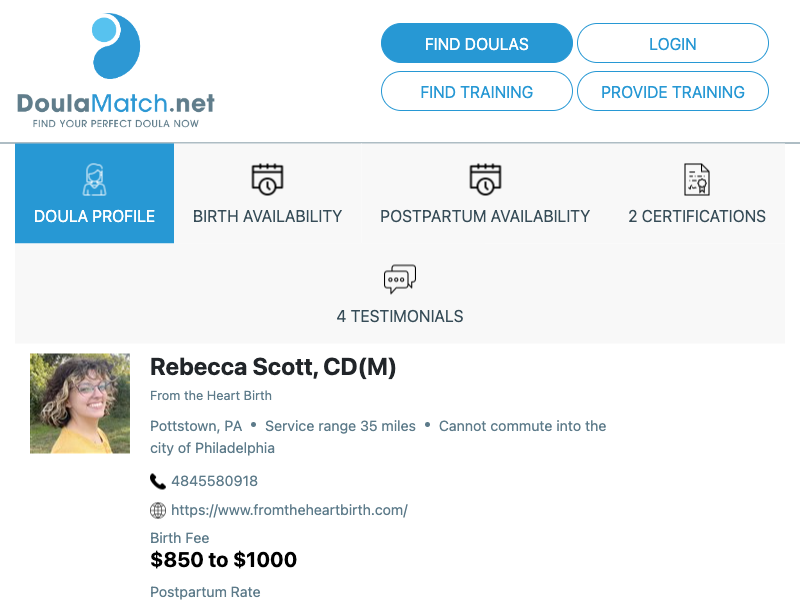 DoulaMatch.net
FIND YOUR PERFECT DOULA NOW
FIND DOULAS
LOGIN
FIND TRAINING
PROVIDE TRAINING
DOULA PROFILE
BIRTH AVAILABILITY
POSTPARTUM AVAILABILITY
2 CERTIFICATIONS
4 TESTIMONIALS
Rebecca Scott, CD(M)
From the Heart Birth
Pottstown, PA • Service range 35 miles • Cannot commute into the
city of Philadelphia
4845580918
https://www.fromtheheartbirth.com/
Birth Fee
$850 to $1000
Postpartum Rate